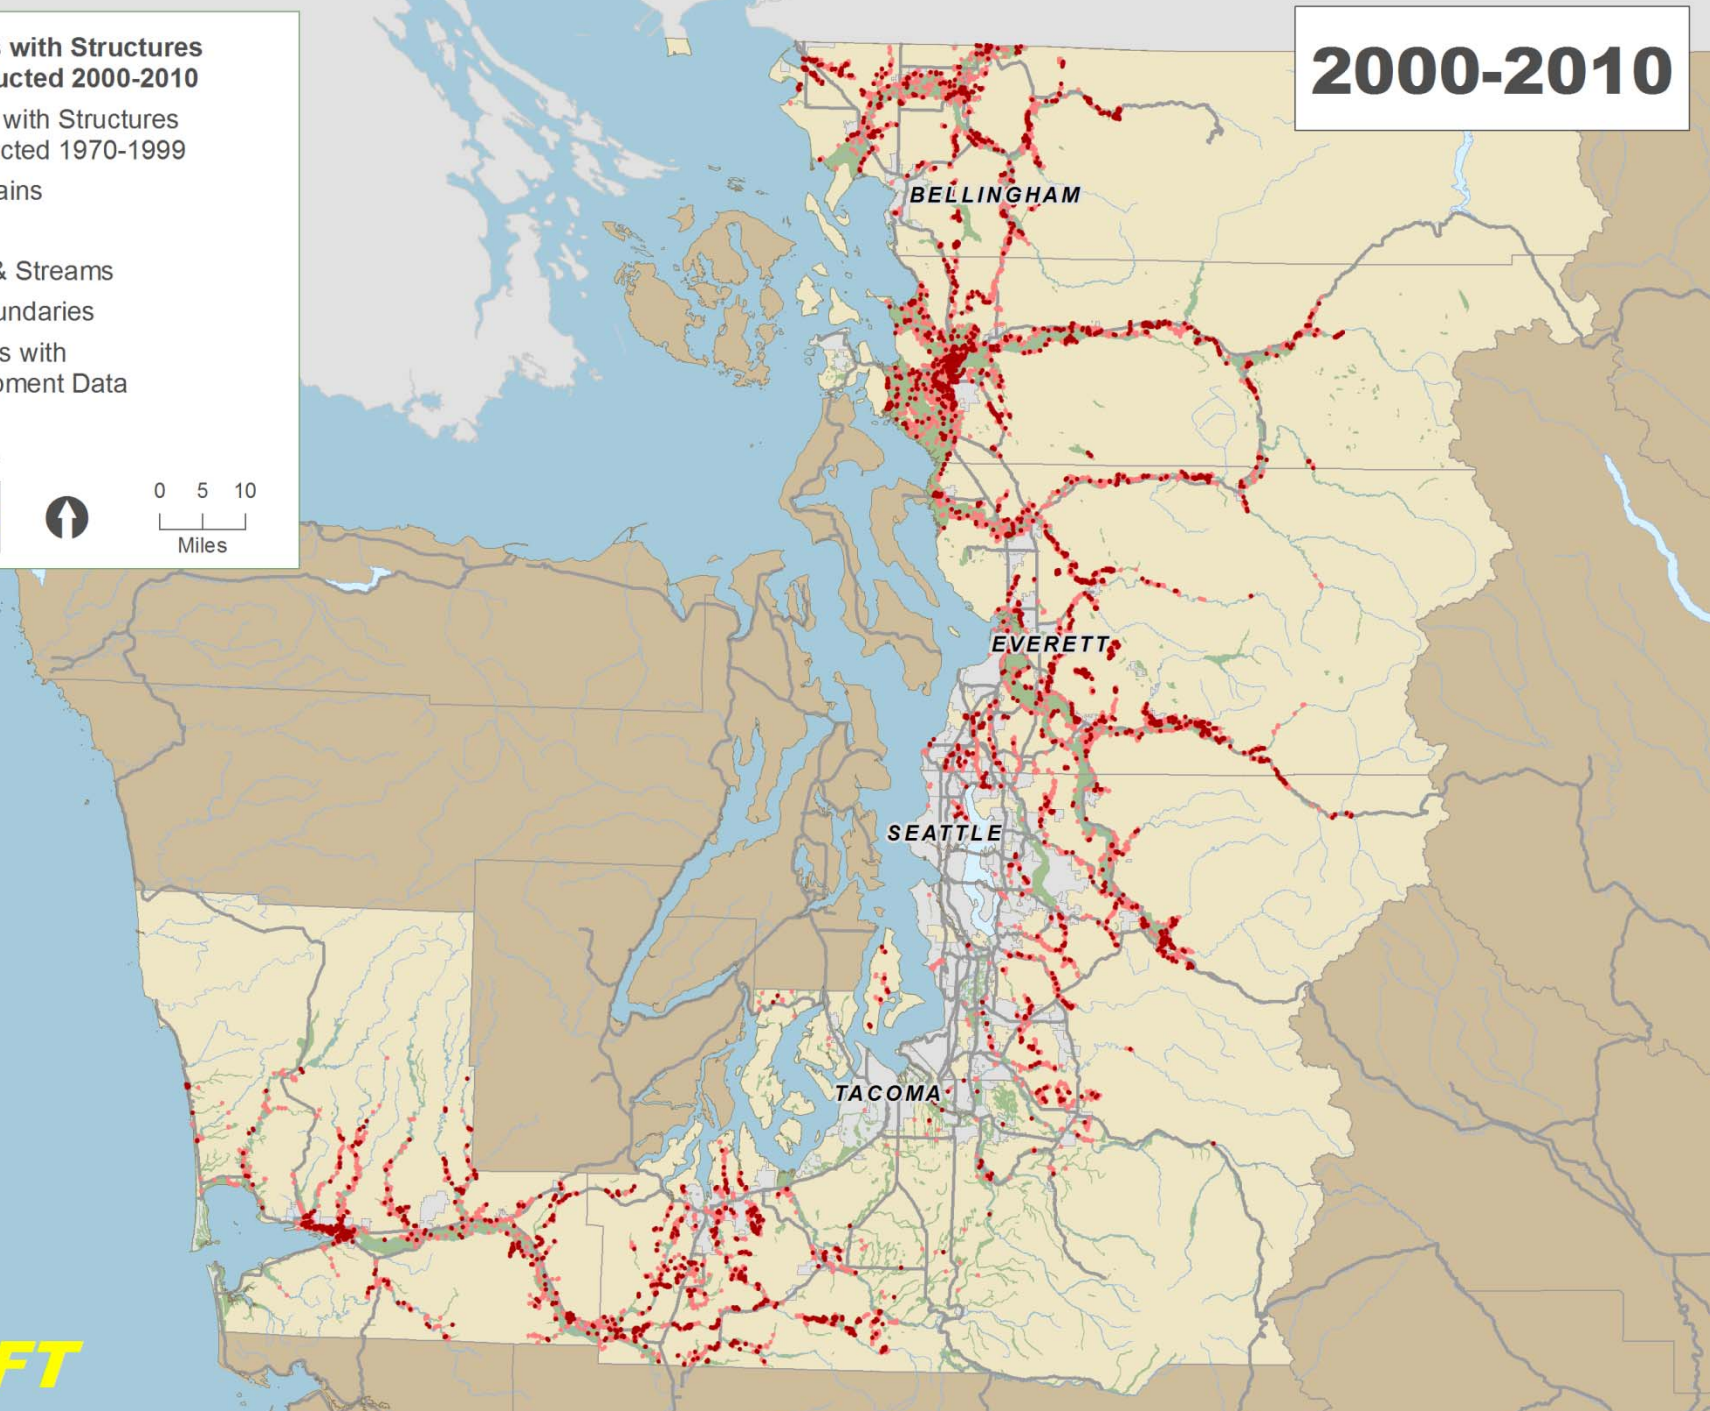 with Structures
ucted 2000-2010
with Structures
cted 1970-1999
ains
& Streams
undaries
s with
pment Data
0 5 10
Miles
2000-2010
BELLINGHAM
EVERETT
SEATTLE
TACOMA
FT